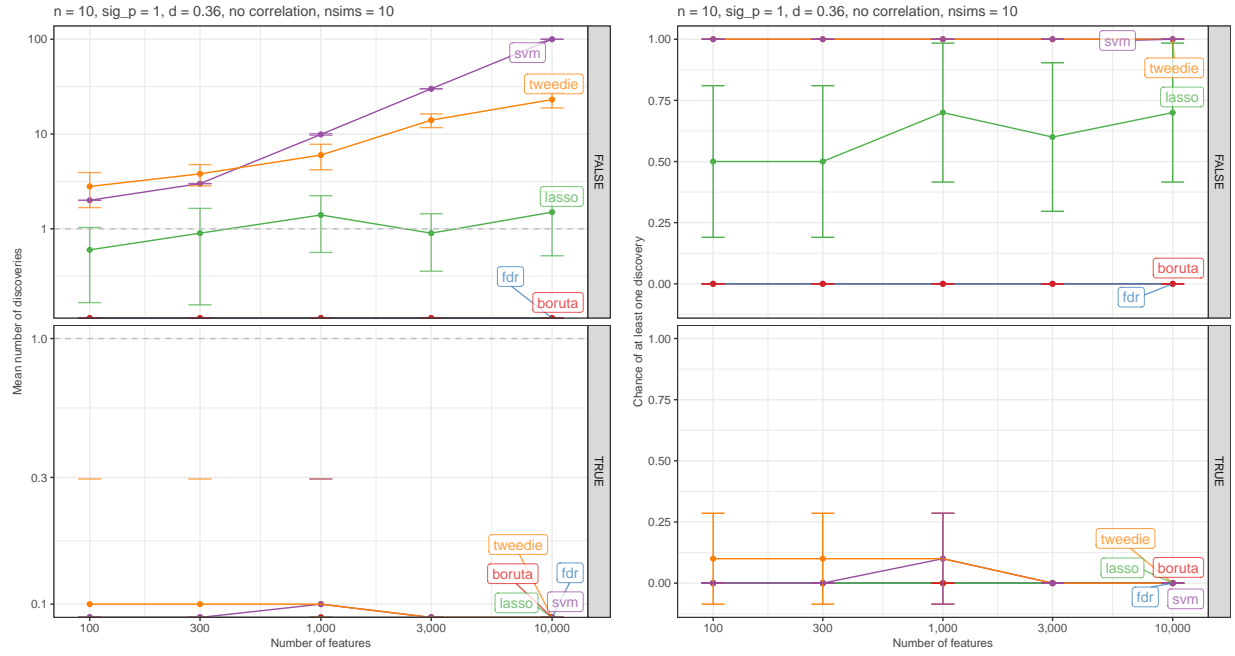 n = 10, sig_p = 1, d = 0.36, no correlation, nsims = 10
100
10
1
svm
tweedie
lasso
fdr
boruta
FALSE
Mean number of discoveries
1.0
0.3
0.1
tweedie
boruta
fdr
lasso
svm
TRUE
100
300
1,000
3,000
10,000
Number of features
n = 10, sig_p = 1, d = 0.36, no correlation, nsims = 10
1.00
0.75
0.50
0.25
0.00
svm
tweedie
lasso
boruta
fdr
FALSE
Chance of at least one discovery
1.00
0.75
0.50
0.25
0.00
tweedie
lasso
boruta
fdr
svm
TRUE
100
300
1,000
3,000
10,000
Number of features